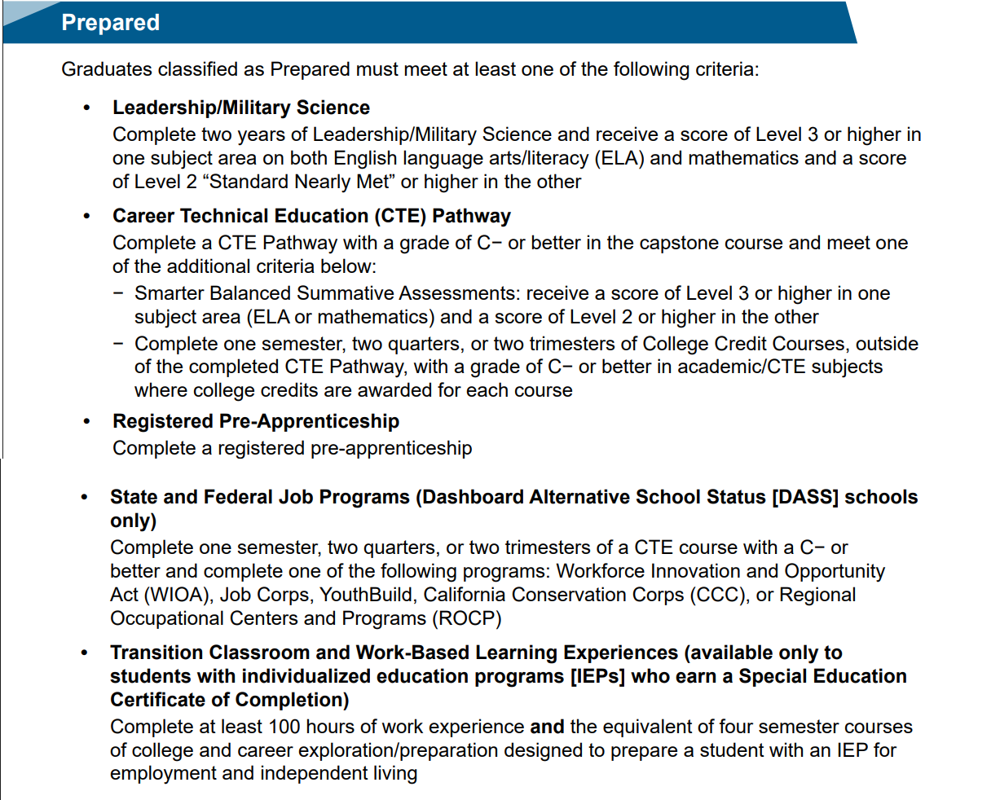 Prepared
Graduates classified as Prepared must meet at least one of the following criteria:
• Leadership/Military Science
Complete two years of Leadership/Military Science and receive a score of Level 3 or higher in
one subject area on both English language arts/literacy (ELA) and mathematics and a score
of Level 2 “Standard Nearly Met” or higher in the other
• Career Technical Education (CTE) Pathway
Complete a CTE Pathway with a grade of C− or better in the capstone course and meet one
of the additional criteria below:
− Smarter Balanced Summative Assessments: receive a score of Level 3 or higher in one
subject area (ELA or mathematics) and a score of Level 2 or higher in the other
− Complete one semester, two quarters, or two trimesters of College Credit Courses, outside
of the completed CTE Pathway, with a grade of C− or better in academic/CTE subjects
where college credits are awarded for each course
• Registered Pre-Apprenticeship
Complete a registered pre-apprenticeship
• State and Federal Job Programs (Dashboard Alternative School Status [DASS] schools
only)
Complete one semester, two quarters, or two trimesters of a CTE course with a C− or
better and complete one of the following programs: Workforce Innovation and Opportunity
Act (WIOA), Job Corps, YouthBuild, California Conservation Corps (CCC), or Regional
Occupational Centers and Programs (ROCP)
• Transition Classroom and Work-Based Learning Experiences (available only to
students with individualized education programs [IEPs] who earn a Special Education
Certificate of Completion)
Complete at least 100 hours of work experience and the equivalent of four semester courses
of college and career exploration/preparation designed to prepare a student with an IEP for
employment and independent living